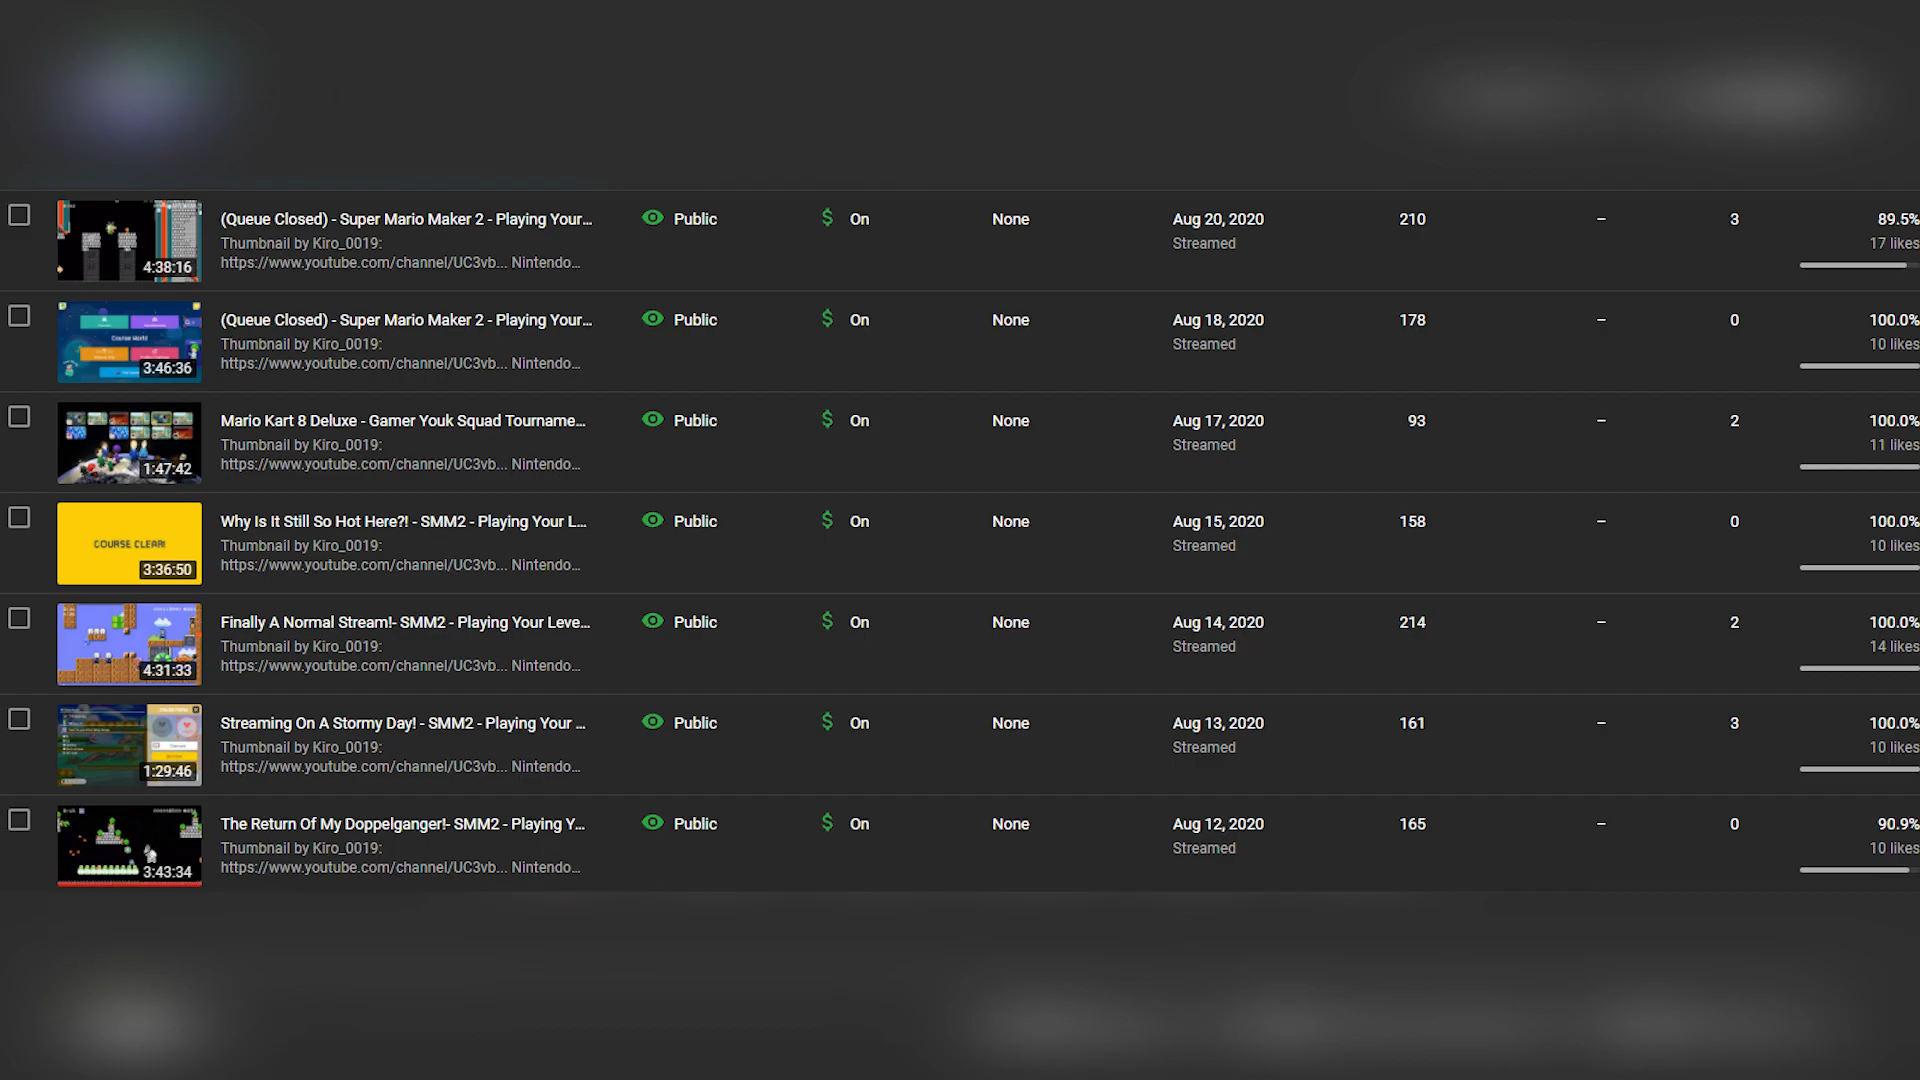 (Queue Closed) - Super Mario Maker 2 - Playing Your... Public $ On None Aug 20, 2020 210 – 3 89.5%
Thumbnail by Kiro_0019: Streamed 17 likes
https://www.youtube.com/channel/UC3vb... Nintendo...
4:38:16
(Queue Closed) - Super Mario Maker 2 - Playing Your... Public $ On None Aug 18, 2020 178 – 0 100.0%
Thumbnail by Kiro_0019: Streamed 10 likes
https://www.youtube.com/channel/UC3vb... Nintendo...
Course World
3:46:36
Mario Kart 8 Deluxe - Gamer Youk Squad Tourname... Public $ On None Aug 17, 2020 93 – 2 100.0%
Thumbnail by Kiro_0019: Streamed 11 likes
https://www.youtube.com/channel/UC3vb... Nintendo...
1:47:42
Why Is It Still So Hot Here?! - SMM2 - Playing Your L... Public $ On None Aug 15, 2020 158 – 0 100.0%
Thumbnail by Kiro_0019: Streamed 10 likes
https://www.youtube.com/channel/UC3vb... Nintendo...
COURSE CLEAR!
3:36:50
Finally A Normal Stream!- SMM2 - Playing Your Leve... Public $ On None Aug 14, 2020 214 – 2 100.0%
Thumbnail by Kiro_0019: Streamed 14 likes
https://www.youtube.com/channel/UC3vb... Nintendo...
4:31:33
Streaming On A Stormy Day! - SMM2 - Playing Your ... Public $ On None Aug 13, 2020 161 – 3 100.0%
Thumbnail by Kiro_0019: Streamed 10 likes
https://www.youtube.com/channel/UC3vb... Nintendo...
1:29:46
The Return Of My Doppelganger!- SMM2 - Playing Y... Public $ On None Aug 12, 2020 165 – 0 90.9%
Thumbnail by Kiro_0019: Streamed 10 likes
https://www.youtube.com/channel/UC3vb... Nintendo...
3:43:34